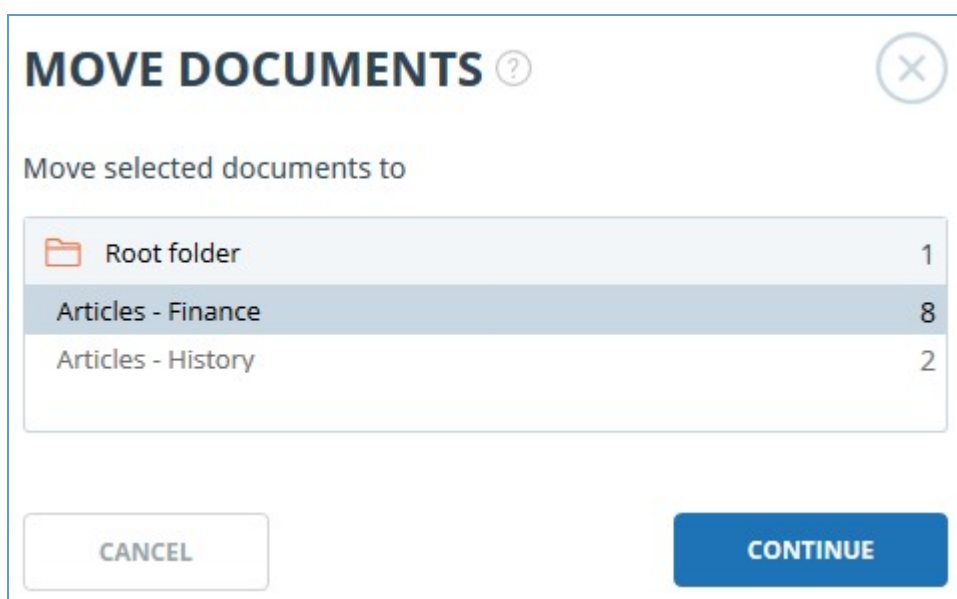 MOVE DOCUMENTS ?
Move selected documents to
Root folder 1
Articles - Finance 8
Articles - History 2
CANCEL CONTINUE